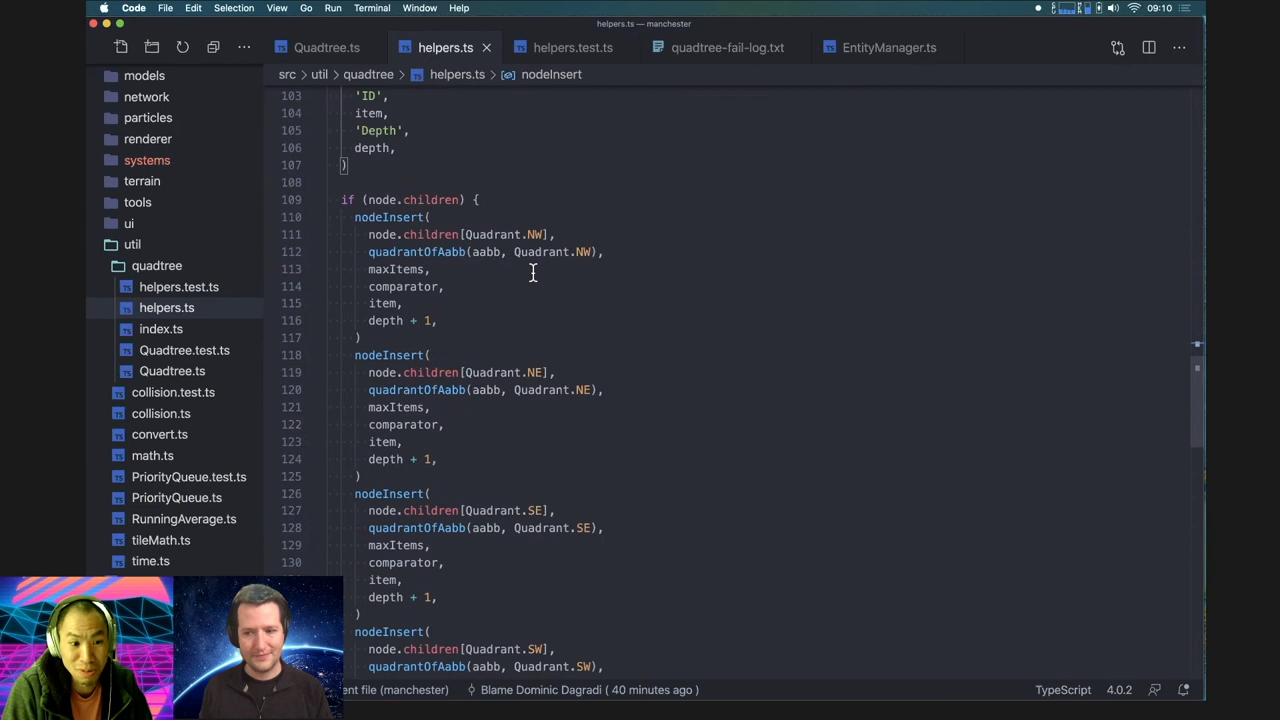 Code File Edit Selection View Go Run Terminal Window Help 09:10
helpers.ts — manchester
Quadtree.ts helpers.ts helpers.test.ts quadtree-fail-log.txt EntityManager.ts
src > util > quadtree > helpers.ts > nodeInsert
models
network
particles
renderer
systems
terrain
tools
ui
util
quadtree
helpers.test.ts
helpers.ts
index.ts
Quadtree.test.ts
Quadtree.ts
collision.test.ts
collision.ts
convert.ts
math.ts
PriorityQueue.test.ts
PriorityQueue.ts
RunningAverage.ts
tileMath.ts
time.ts
103 'ID',
104 item,
105 'Depth',
106 depth,
107 )
108
109 if (node.children) {
110 nodeInsert(
111 node.children[Quadrant.NW],
112 quadrantOfAabb(aabb, Quadrant.NW),
113 maxItems,
114 comparator,
115 item,
116 depth + 1,
117 )
118 nodeInsert(
119 node.children[Quadrant.NE],
120 quadrantOfAabb(aabb, Quadrant.NE),
121 maxItems,
122 comparator,
123 item,
124 depth + 1,
125 )
126 nodeInsert(
127 node.children[Quadrant.SE],
128 quadrantOfAabb(aabb, Quadrant.SE),
129 maxItems,
130 comparator,
item,
depth + 1,
)
nodeInsert(
node.children[Quadrant.SW],
quadrantOfAabb(aabb, Quadrant.SW),
ent file (manchester) Blame Dominic Dagradi ( 40 minutes ago ) TypeScript 4.0.2